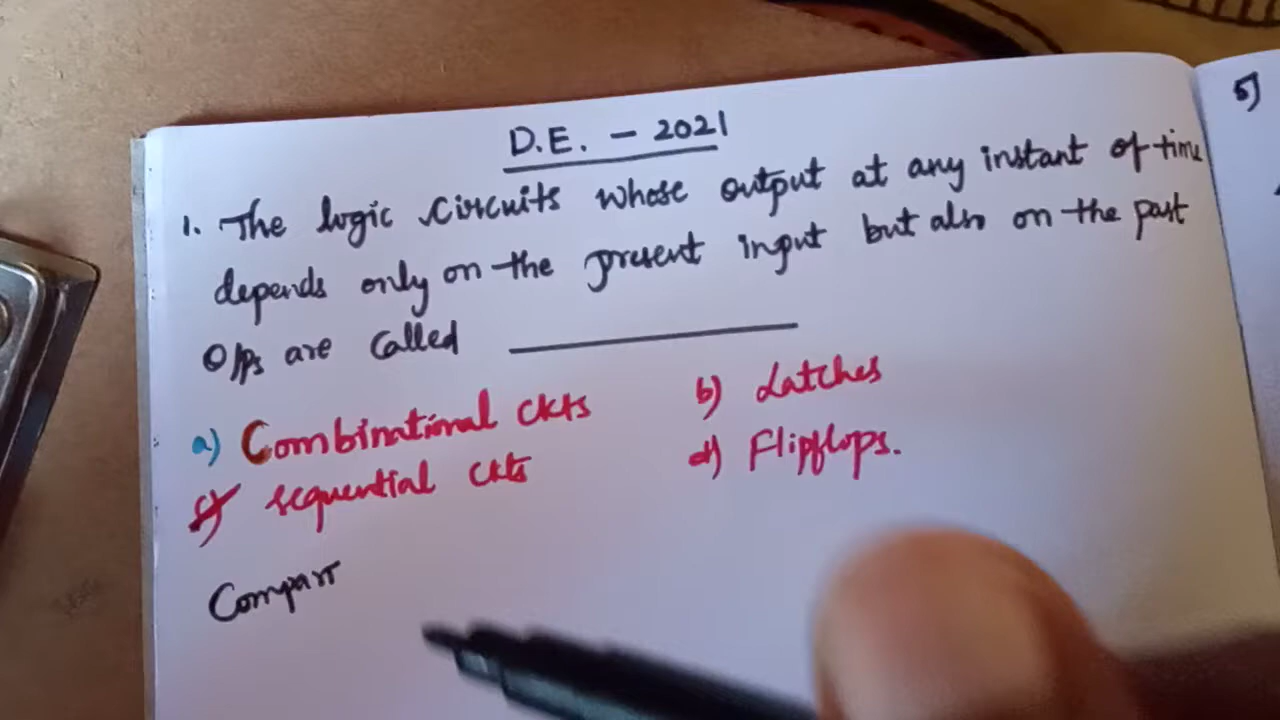 D.E. - 2021
1. The logic circuits whose output at any instant of time
depends only on the present input but also on the past
O/ps are called ____________
a) Combinational ckts b) Latches
c) sequential ckts d) Flipflops.
Compar
5)